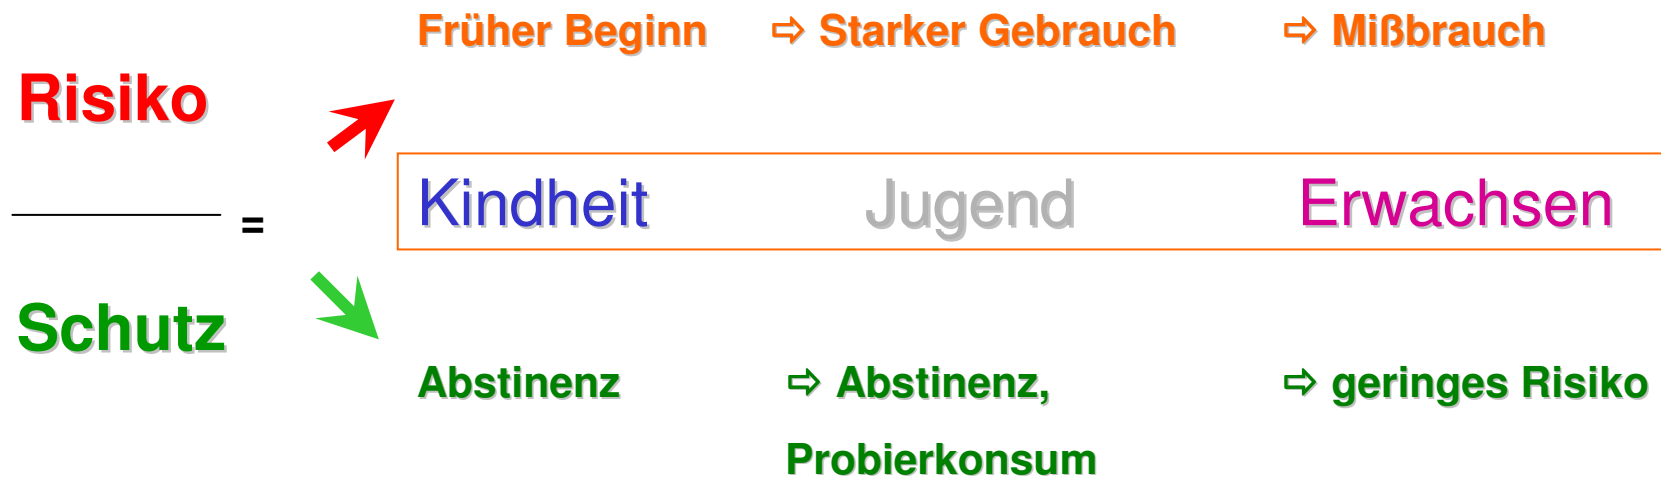 Früher Beginn ⇨ Starker Gebrauch ⇨ Mißbrauch
Risiko
Kindheit Jugend Erwachsen
=
Schutz
Abstinenz ⇨ Abstinenz, ⇨ geringes Risiko
Probierkonsum